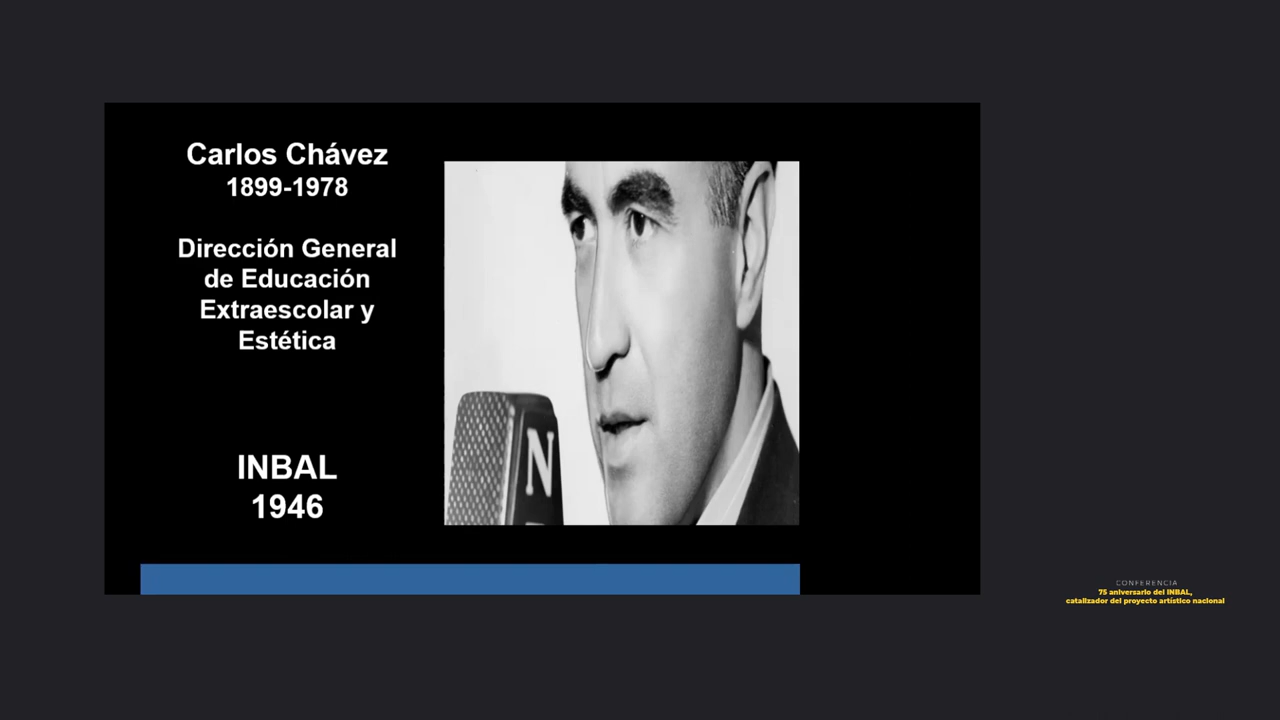 Carlos Chávez
1899-1978
Dirección General
de Educación
Extraescolar y
Estética
INBAL
1946
N
CONFERENCIA
75 aniversario del INBAL,
catalizador del proyecto artístico nacional